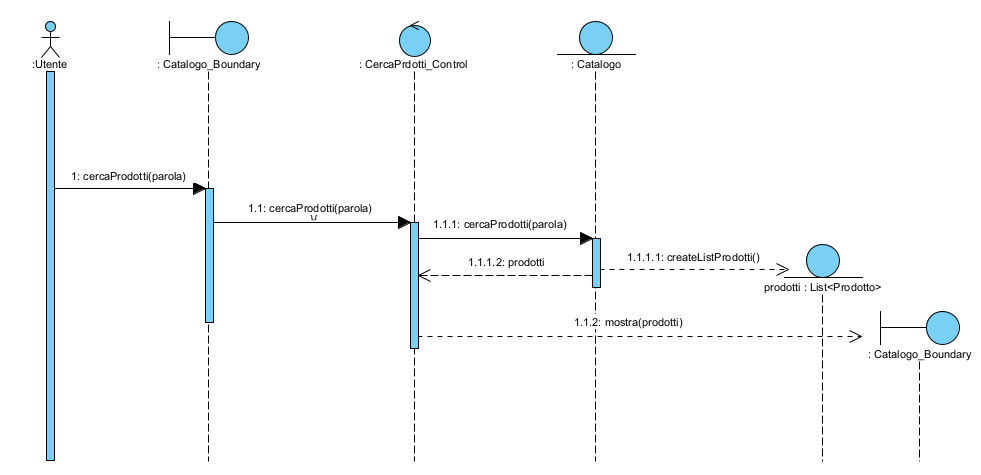 :Utente
: Catalogo_Boundary
: CercaPrdotti_Control
: Catalogo
1: cercaProdotti(parola)
1.1: cercaProdotti(parola)
1.1.1: cercaProdotti(parola)
1.1.1.1: createListProdotti()
1.1.1.2: prodotti
prodotti : List<Prodotto>
1.1.2: mostra(prodotti)
: Catalogo_Boundary